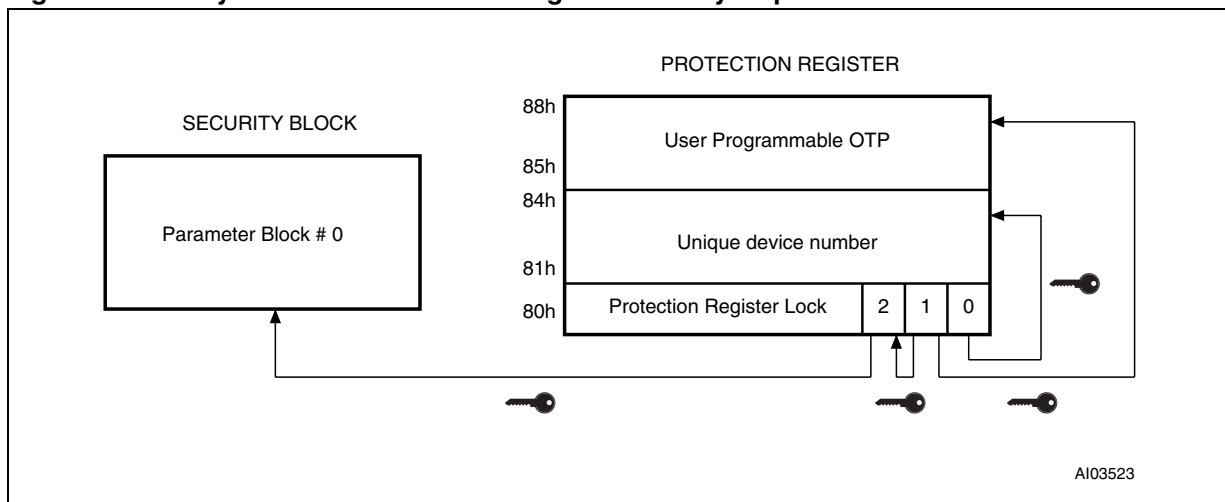 PROTECTION REGISTER
SECURITY BLOCK
88h
User Programmable OTP
85h
84h
Parameter Block # 0
Unique device number
81h
80h
Protection Register Lock 2 1 0
AI03523